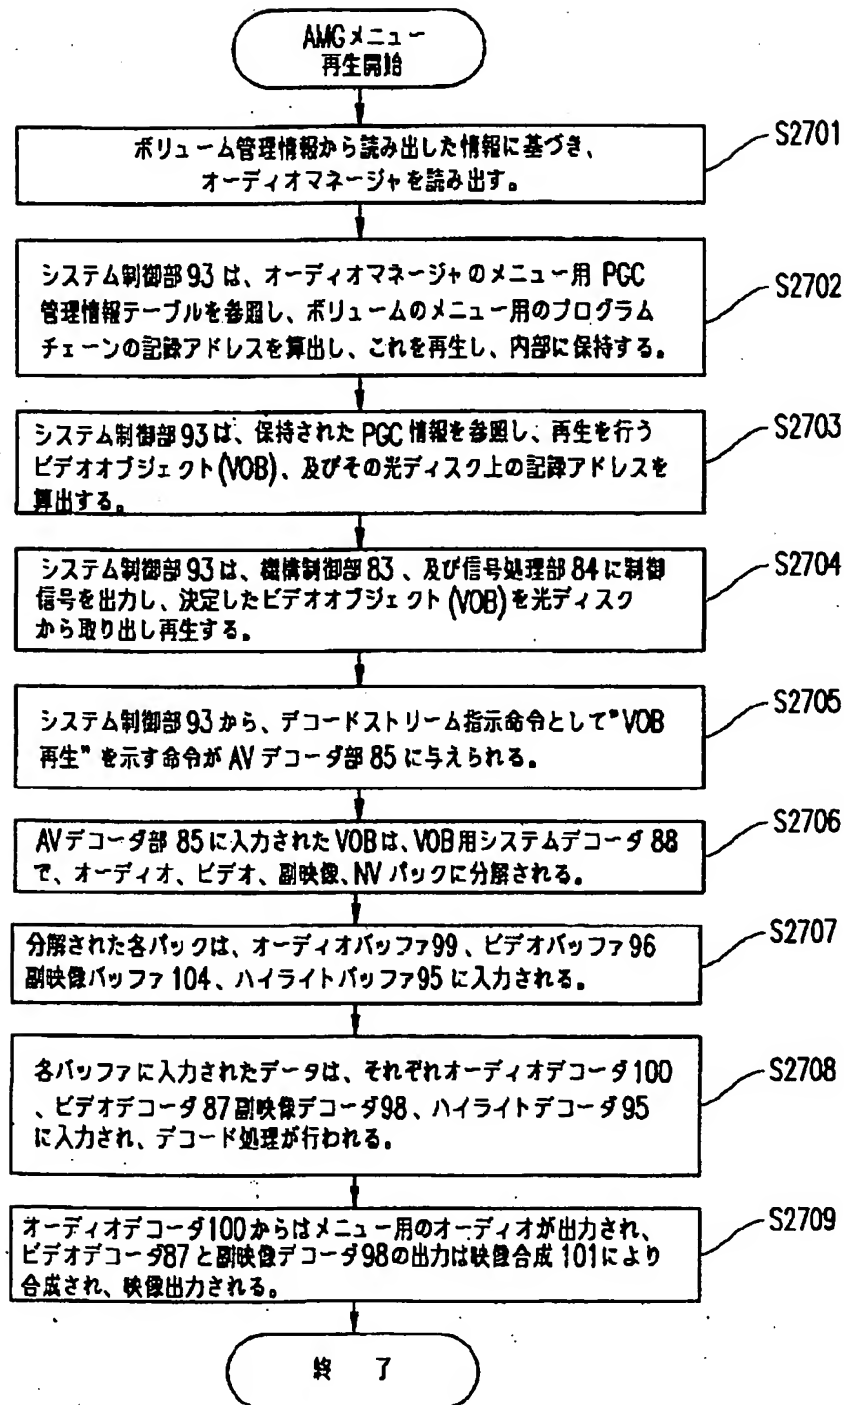 AMGメニュー
再生開始
S2701
ボリューム管理情報から読み出した情報に基づき、
オーディオマネージャを読み出す。
S2702
システム制御部93は、オーディオマネージャのメニュー用 PGC
管理情報テーブルを参照し、ボリュームのメニュー用のプログラム
チェーンの記録アドレスを算出し、これを再生し、内部に保持する。
S2703
システム制御部93は、保持されたPGC情報を参照し、再生を行う
ビデオオブジェクト(VOB)、及びその光ディスク上の記録アドレスを
算出する。
S2704
システム制御部93は、機構制御部83、及び信号処理部84に制御
信号を出力し、決定したビデオオブジェクト(VOB)を光ディスク
から取り出し再生する。
S2705
システム制御部93から、デコードストリーム指示命令として"VOB
再生"を示す命令がAVデコーダ部85に与えられる。
S2706
AVデコーダ部85に入力されたVOBは、VOB用システムデコーダ88
で、オーディオ、ビデオ、副映像、NVパックに分解される。
S2707
分解された各パックは、オーディオバッファ99、ビデオバッファ96
副映像バッファ104、ハイライトバッファ95に入力される。
S2708
各バッファに入力されたデータは、それぞれオーディオデコーダ100
、ビデオデコーダ87副映像デコーダ98、ハイライトデコーダ95
に入力され、デコード処理が行われる。
S2709
オーディオデコーダ100からはメニュー用のオーディオが出力され、
ビデオデコーダ87と副映像デコーダ98の出力は映像合成101により
合成され、映像出力される。
終 了